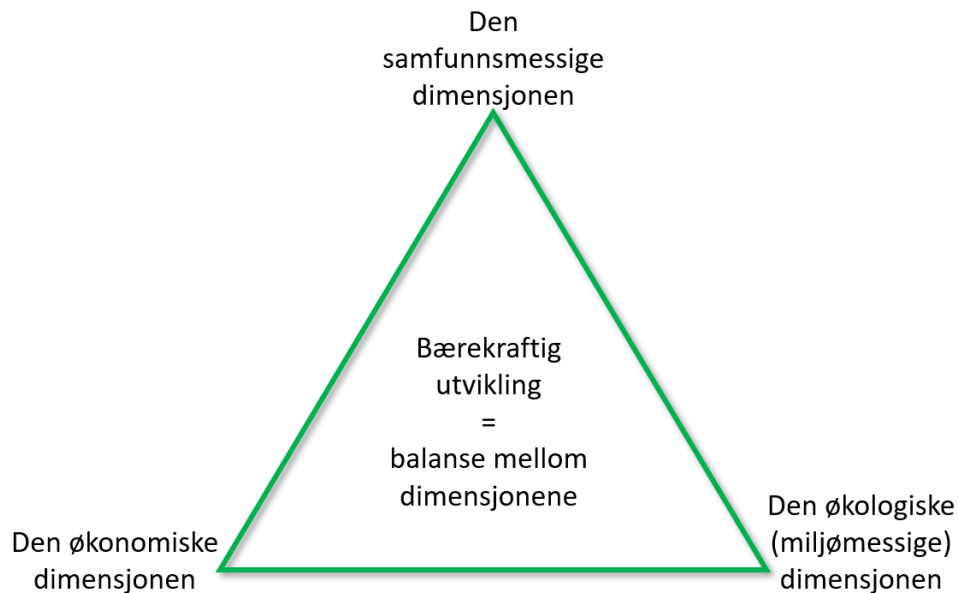 Den
samfunnsmessige
dimensjonen
Bærekraftig
utvikling
=
balanse mellom
dimensjonene
Den økonomiske
dimensjonen
Den økologiske
(miljømessige)
dimensjonen